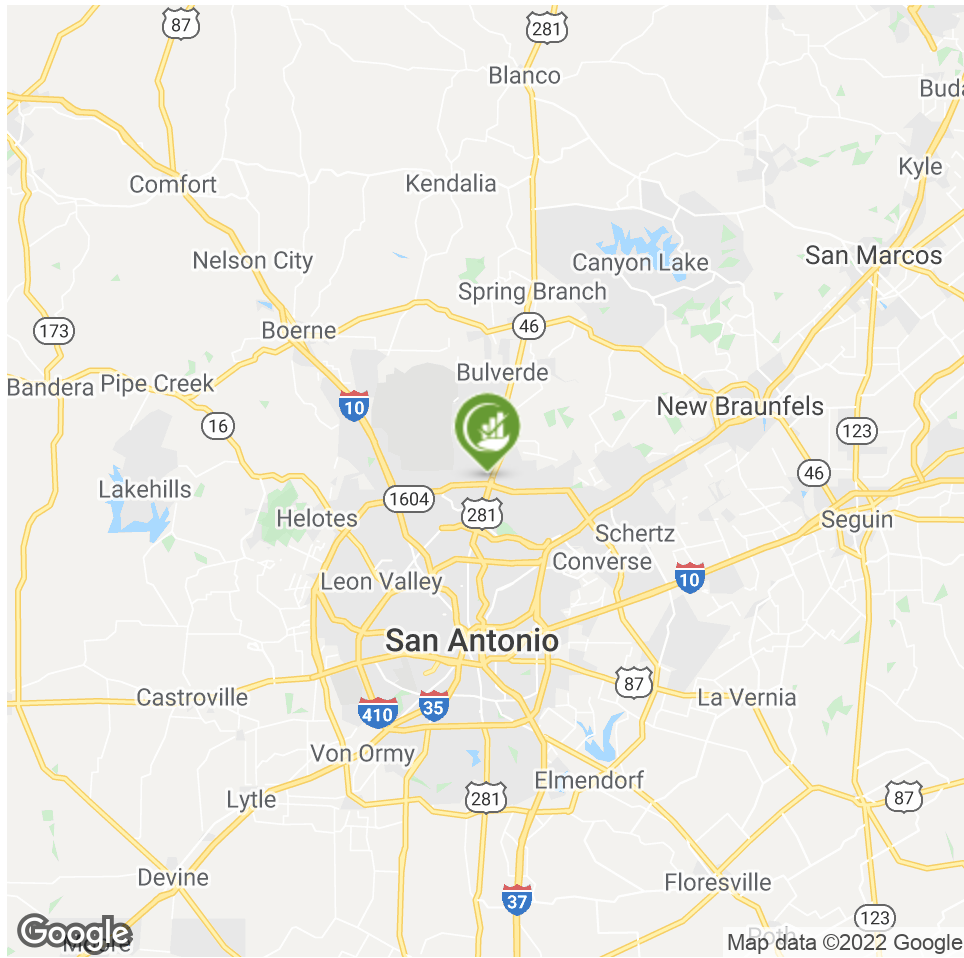 87
281
Blanco
Buda
Kyle
Comfort
Kendalia
San Marcos
Nelson City
Canyon Lake
Spring Branch
173
Boerne
46
Bandera
Pipe Creek
Bulverde
10
New Braunfels
16
123
46
Lakehills
1604
281
Helotes
Seguin
Schertz
Converse
10
Leon Valley
San Antonio
87
Castroville
La Vernia
410
35
Von Ormy
Elmendorf
Lytle
281
87
Devine
Floresville
37
123
Google
Moore
Poth
Map data ©2022 Google